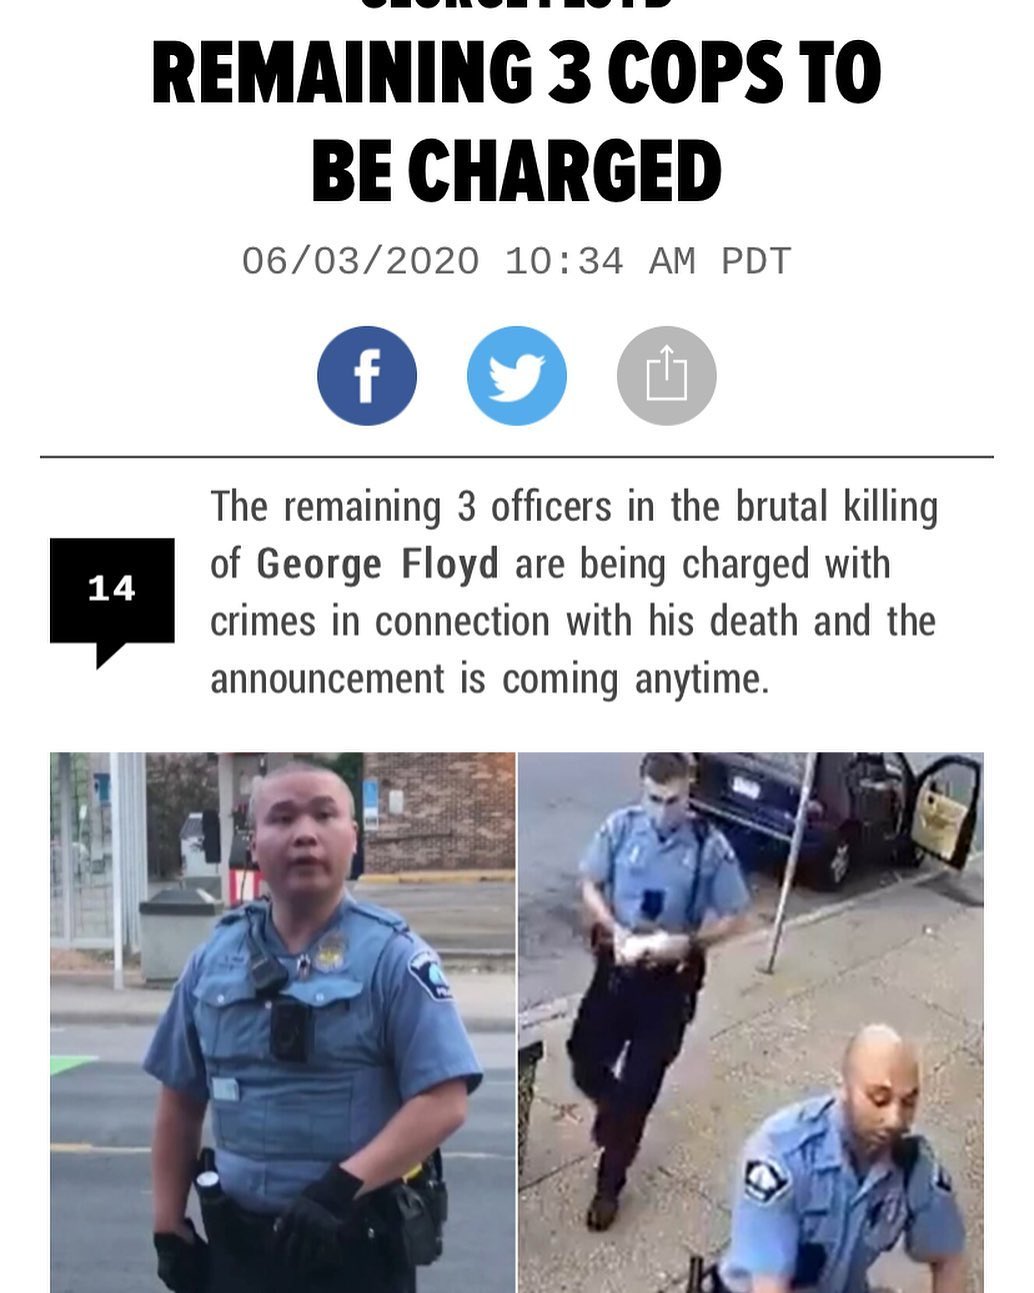 GEORGE FLOYD
REMAINING 3 COPS TO
BE CHARGED
06/03/2020 10:34 AM PDT
f
The remaining 3 officers in the brutal killing
of George Floyd are being charged with
crimes in connection with his death and the
announcement is coming anytime.
14